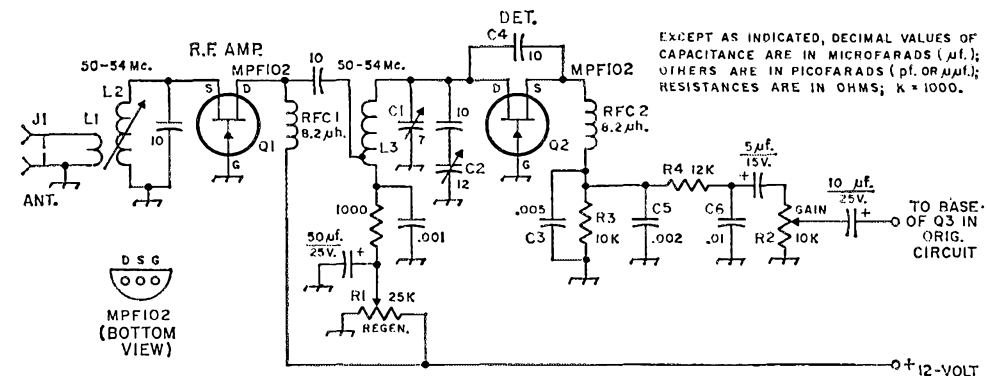 DET.
C4
10
EXCEPT AS INDICATED, DECIMAL VALUES OF
CAPACITANCE ARE IN MICROFARADS (μf.);
OTHERS ARE IN PICOFARADS (pf. OR μμf.);
RESISTANCES ARE IN OHMS; K = 1000.
R.F. AMP.
50-54 Mc.
MPF102
10
50-54 Mc.
MPF102
L2
S
D
D
S
J1
L1
10
Q1
G
RFC 1
8.2μh.
C1
7
L3
10
C2
12
Q2
G
RFC 2
8.2μh.
ANT.
1000
.001
50μf.
25V.
+
R1
25K
REGEN.
.005
C3
R3
10K
C5
.002
R4 12K
C6
.01
5μf.
15V.
+
GAIN
R2
10K
10 μf.
25V.
+
TO BASE
OF Q3 IN
ORIG.
CIRCUIT
D S G
MPF102
(BOTTOM
VIEW)
+ 12-VOLT